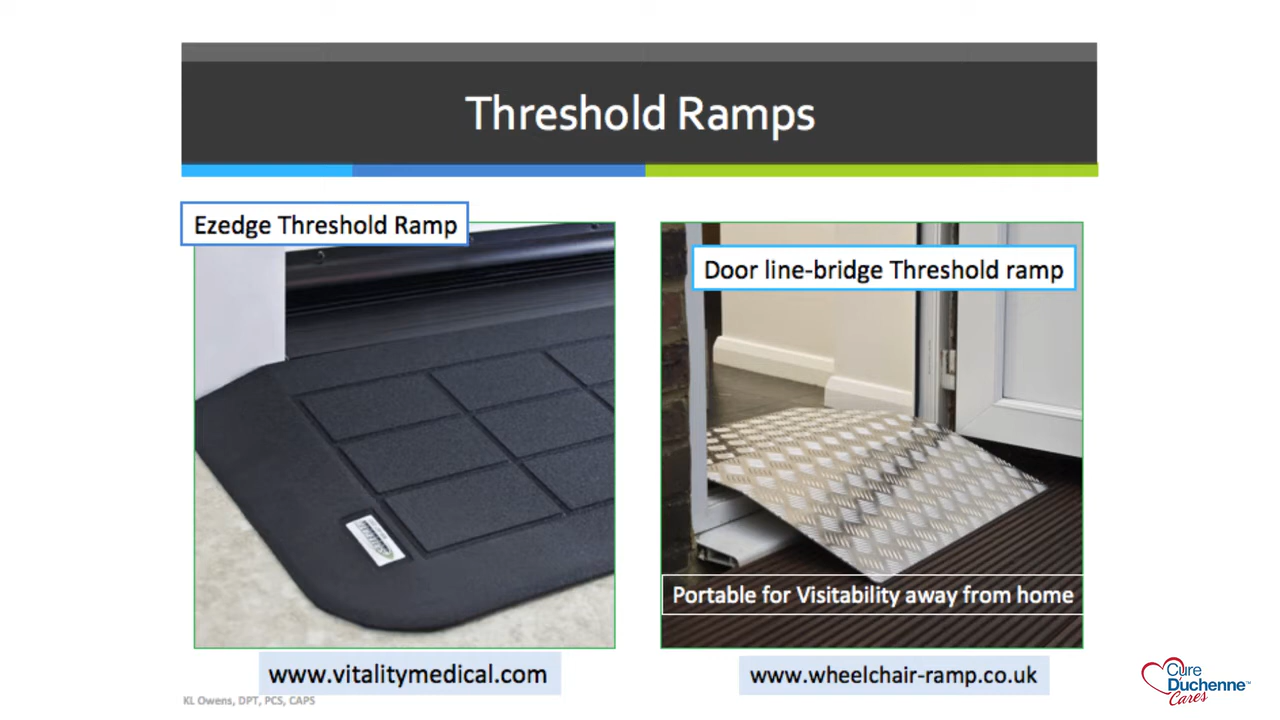 Threshold Ramps
Ezedge Threshold Ramp
Door line-bridge Threshold ramp
Portable for Visitability away from home
www.vitalitymedical.com
www.wheelchair-ramp.co.uk
KL Owens, DPT, PCS, CAPS
Cure
Duchenne™
Cares